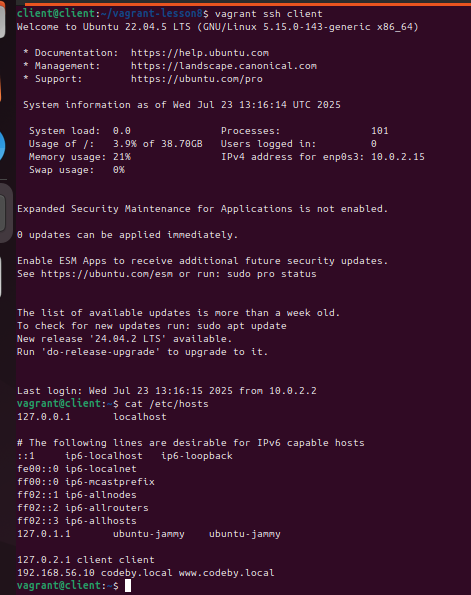 client@client:~/vagrant-lesson8$ vagrant ssh client
Welcome to Ubuntu 22.04.5 LTS (GNU/Linux 5.15.0-143-generic x86_64)

 * Documentation:  https://help.ubuntu.com
 * Management:     https://landscape.canonical.com
 * Support:        https://ubuntu.com/pro

 System information as of Wed Jul 23 13:16:14 UTC 2025

  System load:  0.0               Processes:               101
  Usage of /:   3.9% of 38.70GB   Users logged in:         0
  Memory usage: 21%               IPv4 address for enp0s3: 10.0.2.15
  Swap usage:   0%


Expanded Security Maintenance for Applications is not enabled.

0 updates can be applied immediately.

Enable ESM Apps to receive additional future security updates.
See https://ubuntu.com/esm or run: sudo pro status


The list of available updates is more than a week old.
To check for new updates run: sudo apt update
New release '24.04.2 LTS' available.
Run 'do-release-upgrade' to upgrade to it.


Last login: Wed Jul 23 13:16:15 2025 from 10.0.2.2
vagrant@client:~$ cat /etc/hosts
127.0.0.1       localhost

# The following lines are desirable for IPv6 capable hosts
::1     ip6-localhost   ip6-loopback
fe00::0 ip6-localnet
ff00::0 ip6-mcastprefix
ff02::1 ip6-allnodes
ff02::2 ip6-allrouters
ff02::3 ip6-allhosts
127.0.1.1       ubuntu-jammy    ubuntu-jammy

127.0.2.1 client client
192.168.56.10 codeby.local www.codeby.local
vagrant@client:~$